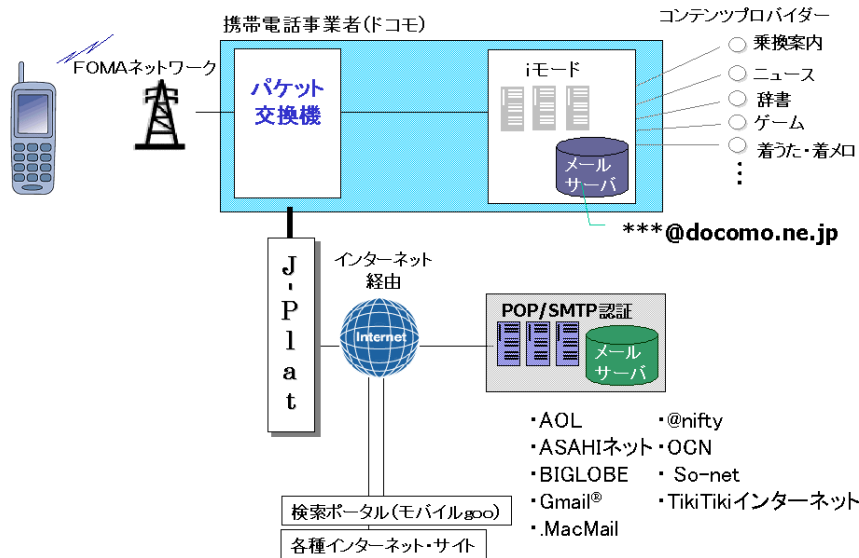 携帯電話事業者(ドコモ)
コンテンツプロバイダー
FOMAネットワーク
パケット
交換機
iモード
メール
サーバ
乗換案内
ニュース
辞書
ゲーム
着うた・着メロ
⋮
***@docomo.ne.jp
J-Plat
インターネット
経由
Internet
POP/SMTP認証
メール
サーバ
・AOL
・ASAHIネット
・BIGLOBE
・Gmail®
・.MacMail
・@nifty
・OCN
・So-net
・TikiTikiインターネット
検索ポータル(モバイルgoo)
各種インターネット・サイト